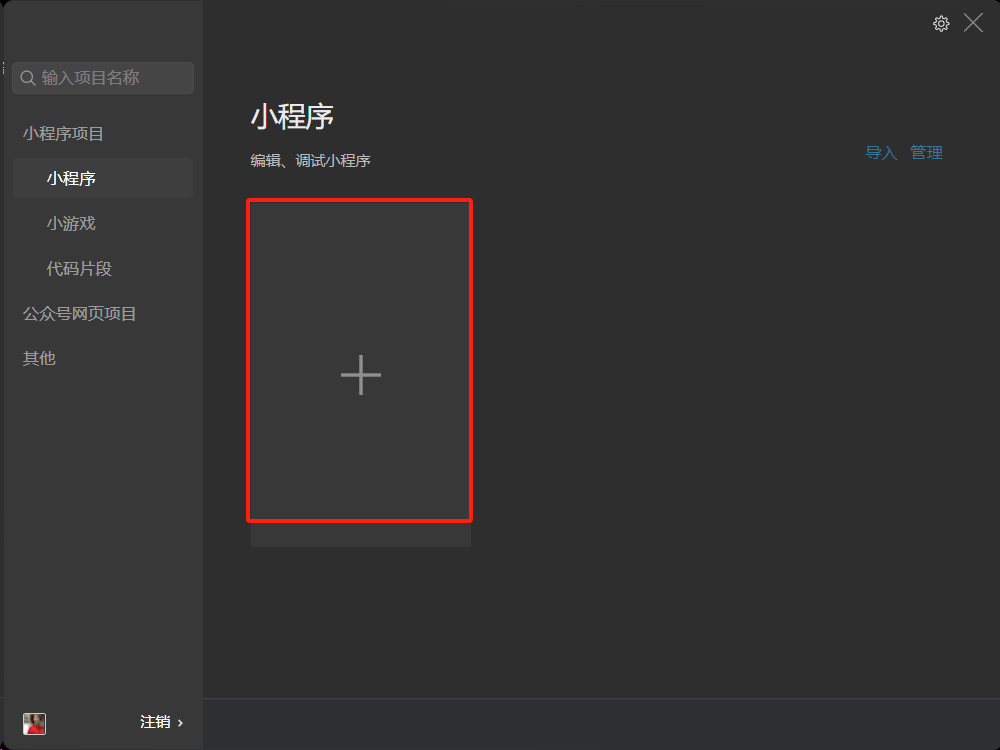 输入项目名称
小程序项目
小程序
小游戏
代码片段
公众号网页项目
其他
注销
小程序
编辑、调试小程序
导入 管理